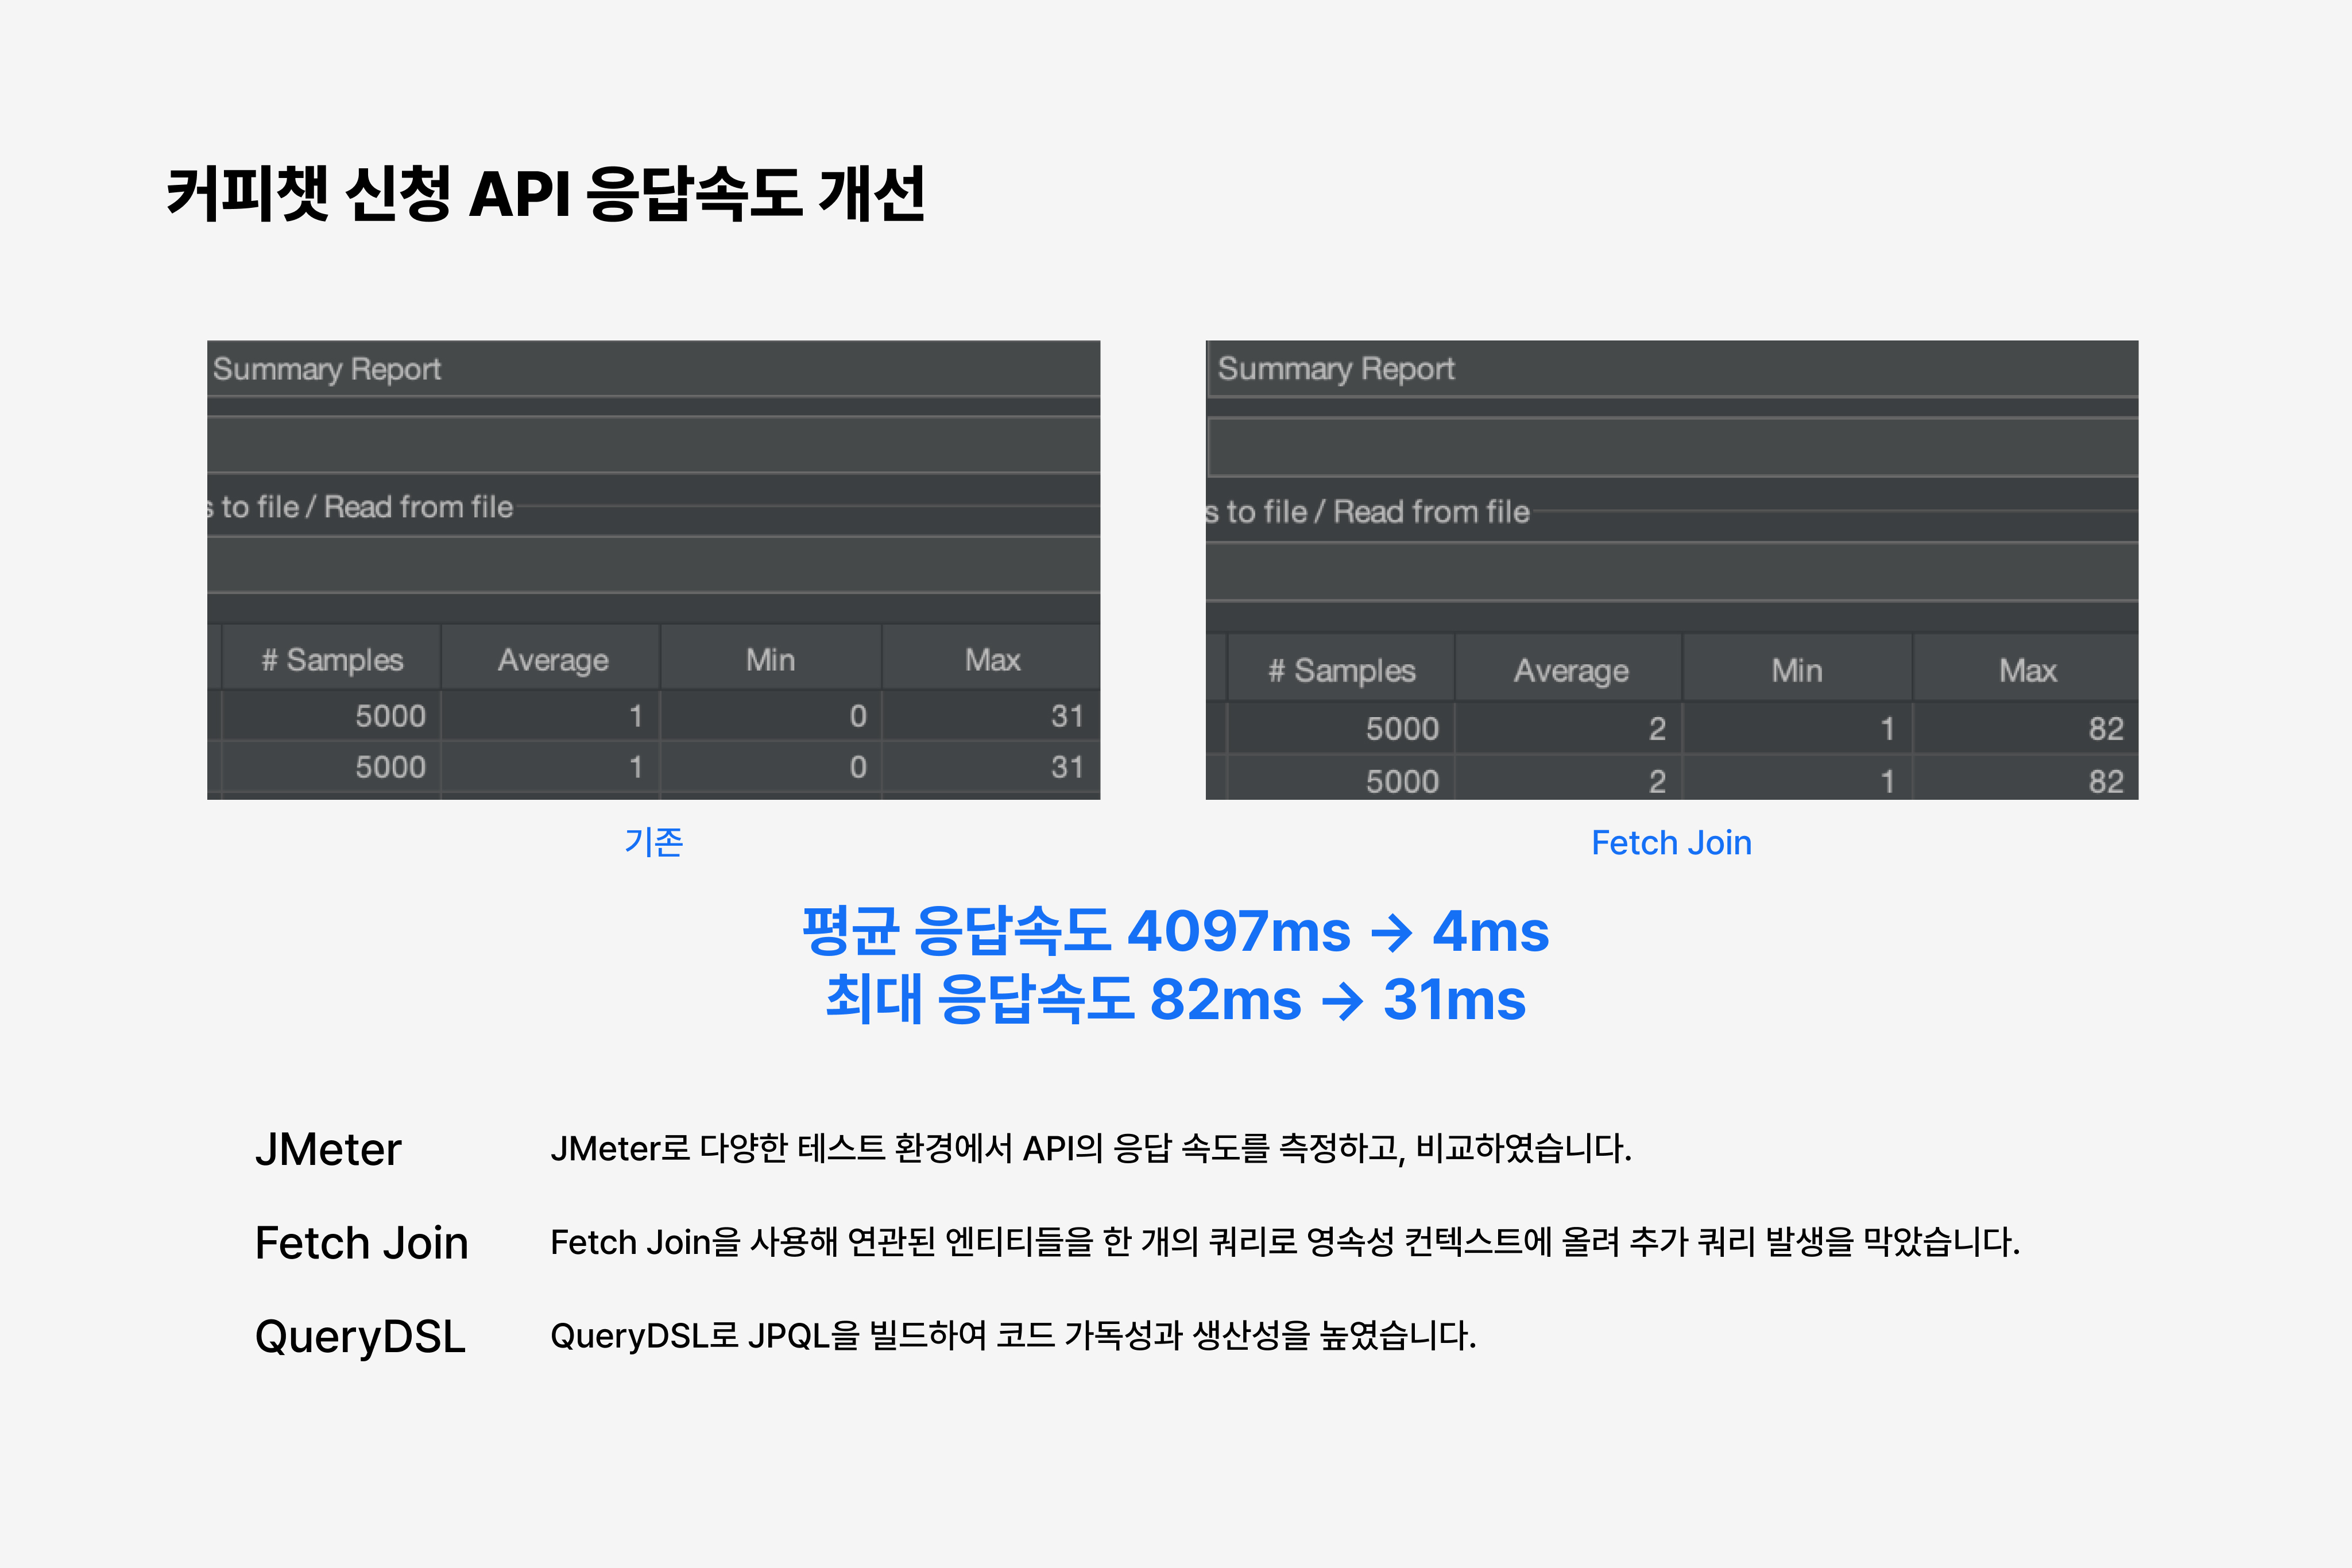 커피챗 신청 API 응답속도 개선
Summary Report
s to file / Read from file
# Samples Average Min Max
5000 1 0 31
5000 1 0 31
기존
Summary Report
s to file / Read from file
# Samples Average Min Max
5000 2 1 82
5000 2 1 82
Fetch Join
평균 응답속도 4097ms → 4ms
최대 응답속도 82ms → 31ms
JMeter JMeter로 다양한 테스트 환경에서 API의 응답 속도를 측정하고, 비교하였습니다.
Fetch Join Fetch Join을 사용해 연관된 엔티티들을 한 개의 쿼리로 영속성 컨텍스트에 올려 추가 쿼리 발생을 막았습니다.
QueryDSL QueryDSL로 JPQL을 빌드하여 코드 가독성과 생산성을 높였습니다.